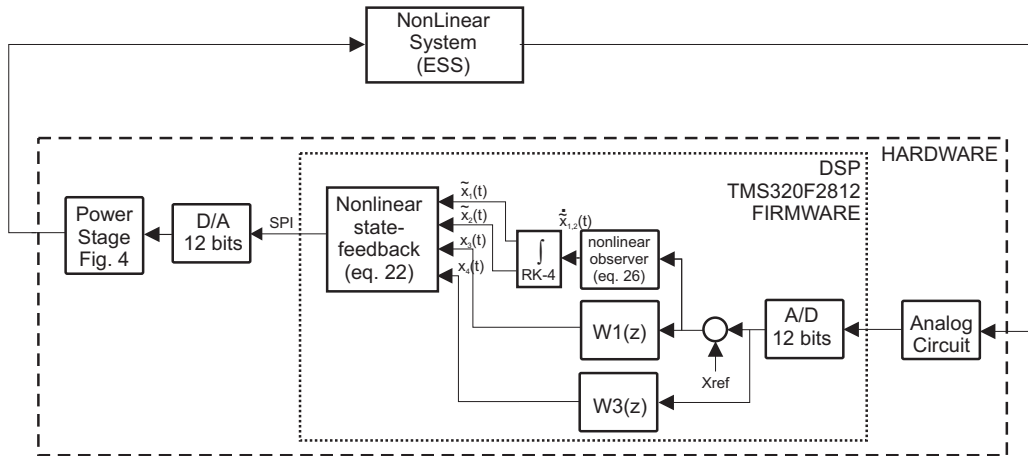 NonLinear
System
(ESS)
HARDWARE
DSP
TMS320F2812
FIRMWARE
Power
Stage
Fig. 4
D/A
12 bits
SPI
Nonlinear
state-
feedback
(eq. 22)
x̃₁(t)
x̃₂(t)
x₃(t)
x₄(t)
∫
RK-4
x̃̇₁,₂(t)
nonlinear
observer
(eq. 26)
W1(z)
W3(z)
Xref
A/D
12 bits
Analog
Circuit